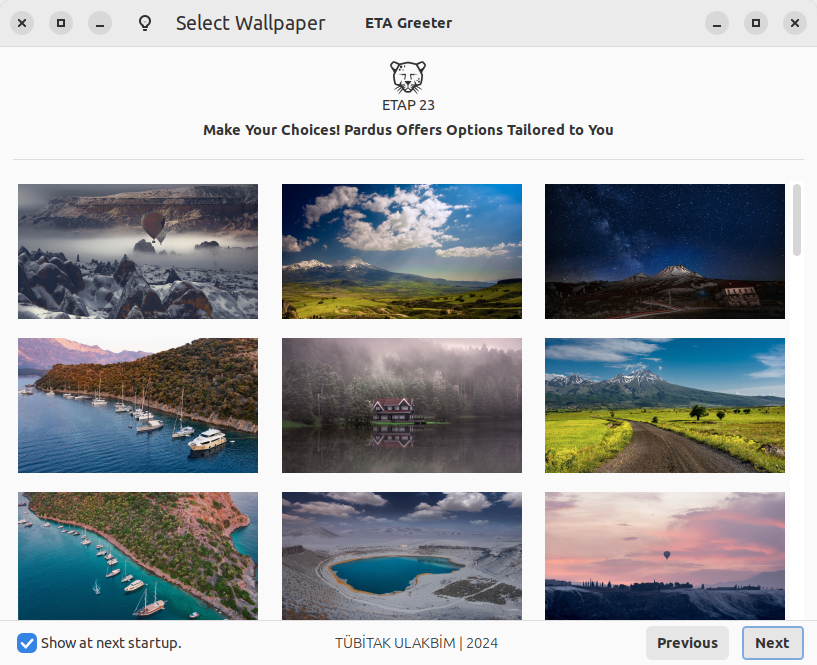 Select Wallpaper
ETA Greeter
ETAP 23
Make Your Choices! Pardus Offers Options Tailored to You
Show at next startup.
TÜBİTAK ULAKBİM | 2024
Previous
Next